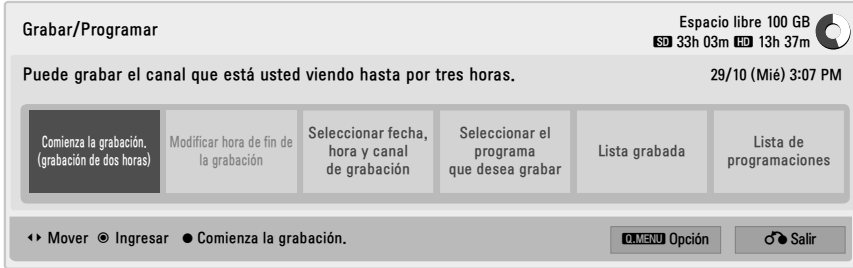 Grabar/Programar
Espacio libre 100 GB
SD 33h 03m HD 13h 37m
Puede grabar el canal que está usted viendo hasta por tres horas.
29/10 (Mié) 3:07 PM
Comienza la grabación.
(grabación de dos horas)
Modificar hora de fin de
la grabación
Seleccionar fecha,
hora y canal
de grabación
Seleccionar el
programa
que desea grabar
Lista grabada
Lista de
programaciones
Mover Ingresar Comienza la grabación.
Q.MENU Opción
Salir